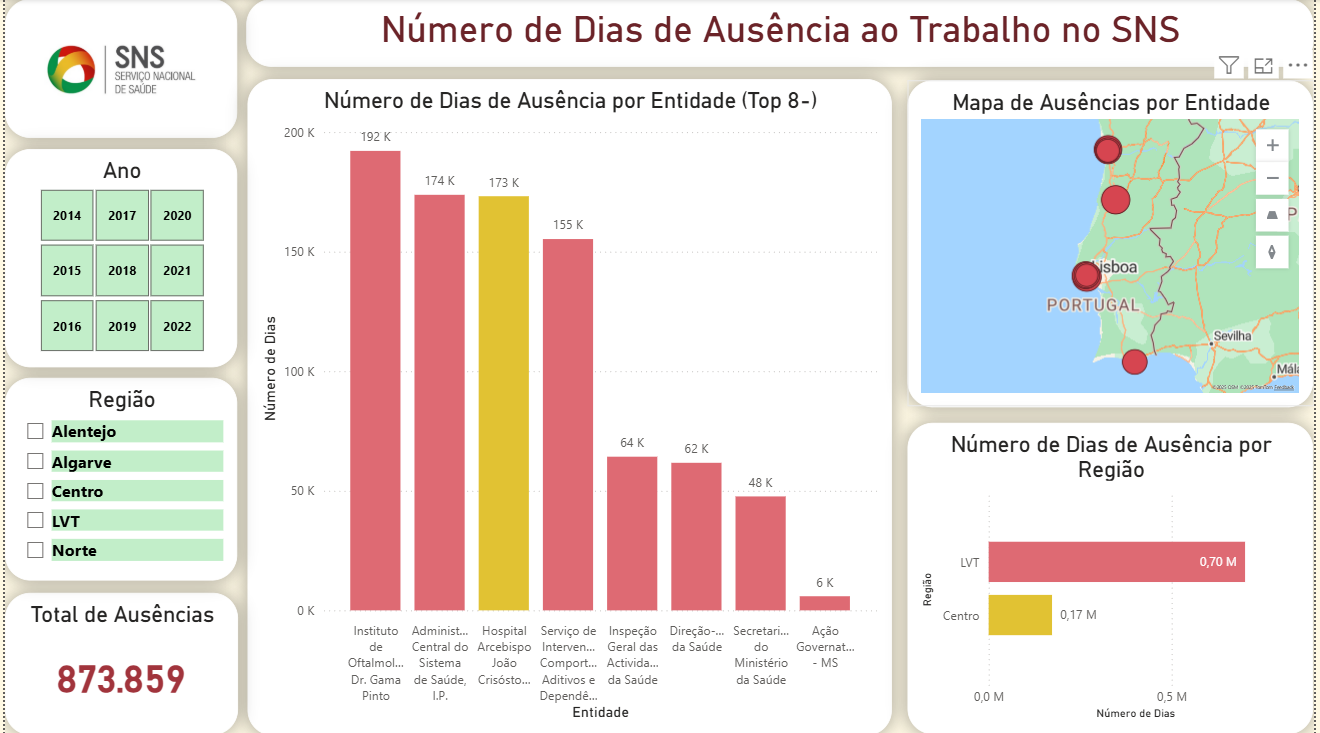 SNS
SERVIÇO NACIONAL
DE SAÚDE
Número de Dias de Ausência ao Trabalho no SNS
Ano
2014
2017
2020
2015
2018
2021
2016
2019
2022
Região
Alentejo
Algarve
Centro
LVT
Norte
Total de Ausências
873.859
Número de Dias de Ausência por Entidade (Top 8-)
Número de Dias
200 K
150 K
100 K
50 K
0 K
192 K
174 K
173 K
155 K
64 K
62 K
48 K
6 K
Instituto
de
Oftalmol...
Dr. Gama
Pinto
Administ...
Central do
Sistema
de Saúde,
I.P.
Hospital
Arcebispo
João
Crisósto...
Serviço de
Interven...
Comport...
Aditivos e
Dependê...
Inspeção
Geral das
Activida...
da Saúde
Direção-...
da Saúde
Secretari...
do
Ministério
da Saúde
Ação
Governat...
- MS
Entidade
Mapa de Ausências por Entidade
Lisboa
PORTUGAL
Sevilha
Mála
P
©2025 OSM ©2025 TomTom Feedback
Número de Dias de Ausência por
Região
Região
LVT
0,70 M
Centro
0,17 M
0,0 M
0,5 M
Número de Dias